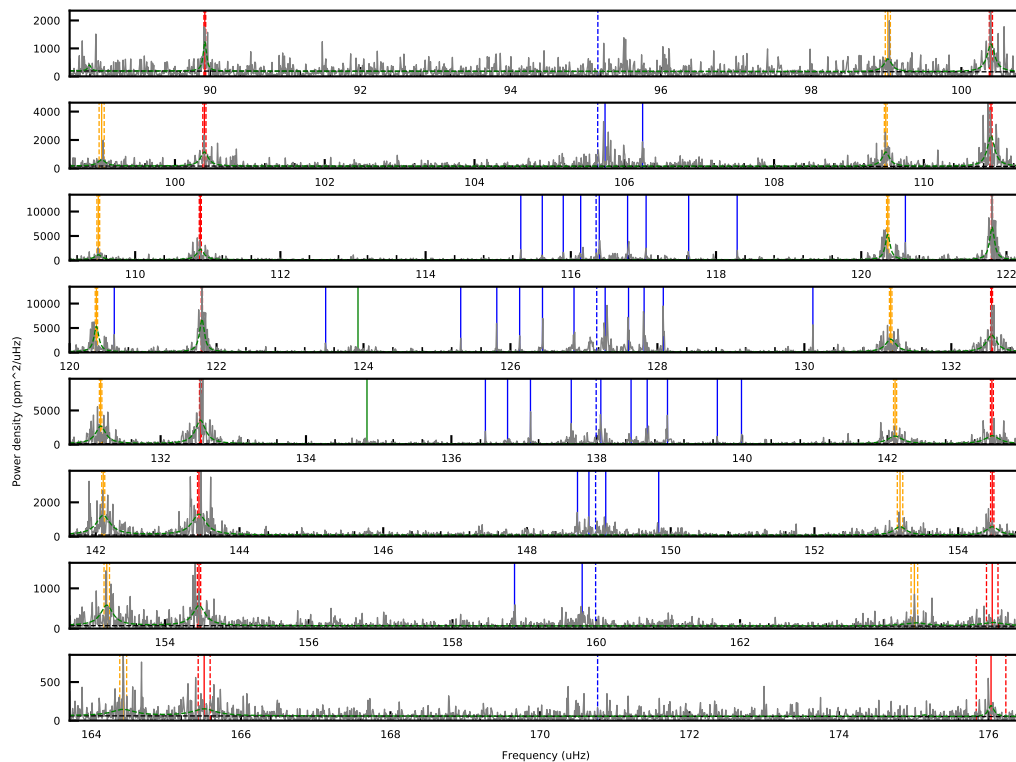 2000
1000
0
90 92 94 96 98 100
4000
2000
0
100 102 104 106 108 110
10000
5000
0
110 112 114 116 118 120 122
10000
5000
0
120 122 124 126 128 130 132
5000
0
132 134 136 138 140 142
2000
0
142 144 146 148 150 152 154
1000
0
154 156 158 160 162 164
500
0
164 166 168 170 172 174 176
Power density (ppm^2/uHz)
Frequency (uHz)